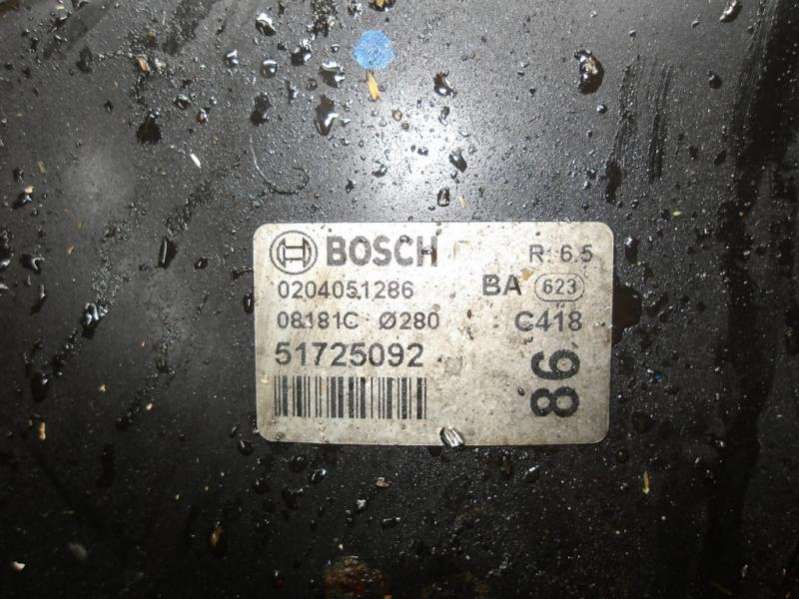 BOSCH R: 6.5
0204051286 BA 623
08181C Ø280 C418
51725092
86